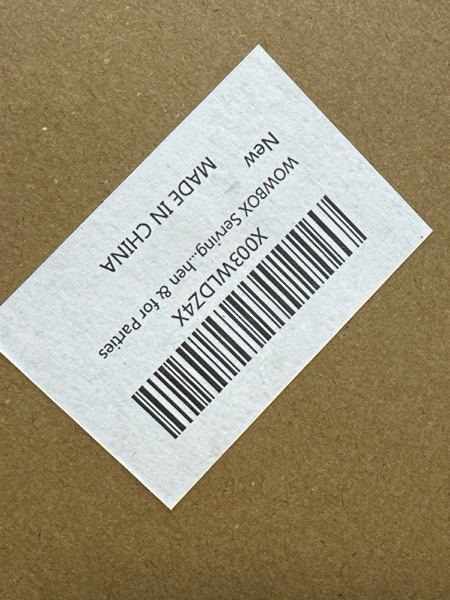 X003WLDZ4X
WOWBOX Serving...hen & for Parties
New
MADE IN CHINA